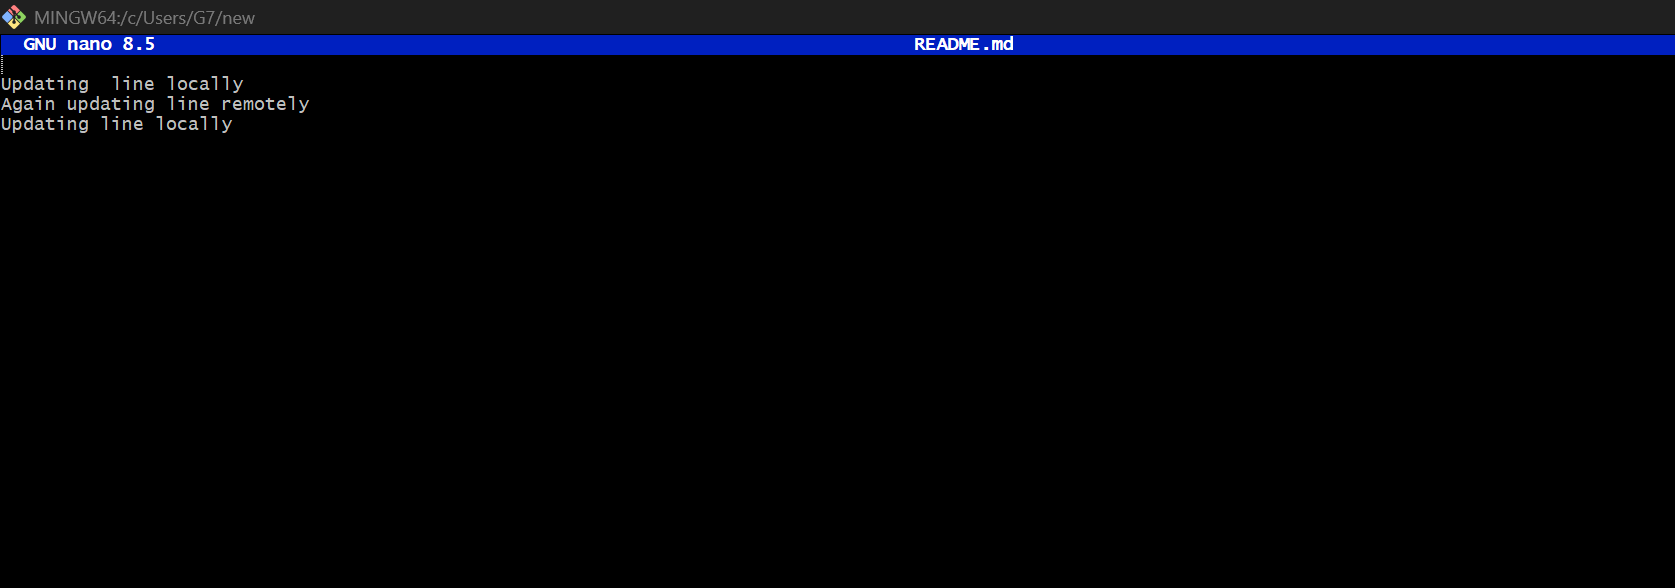 MINGW64:/c/Users/G7/new
GNU nano 8.5 README.md
Updating  line locally
Again updating line remotely
Updating line locally